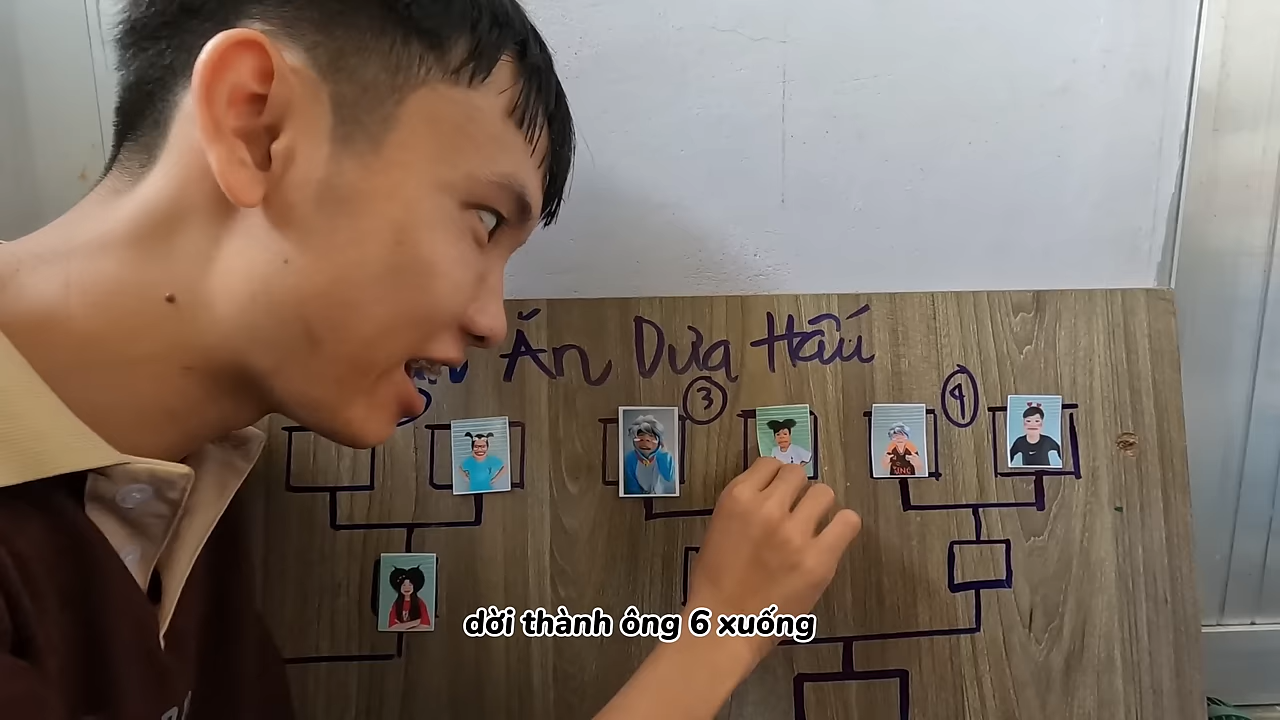 Ăn Dưa Hấu
3
4
dời thành ông 6 xuống